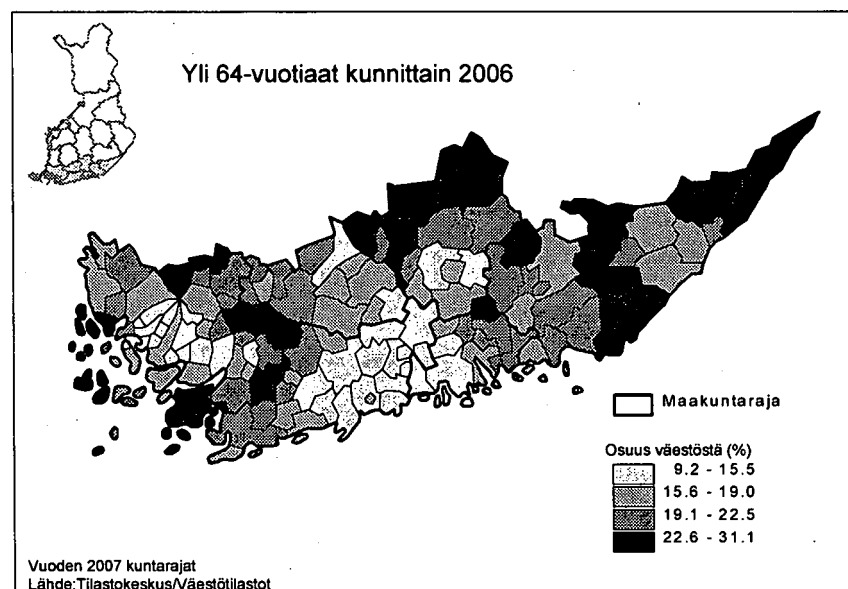 Yli 64-vuotiaat kunnittain 2006
Maakuntaraja
Osuus väestöstä (%)
9.2 - 15.5
15.6 - 19.0
19.1 - 22.5
22.6 - 31.1
Vuoden 2007 kuntarajat
Lähde:Tilastokeskus/Väestötilastot